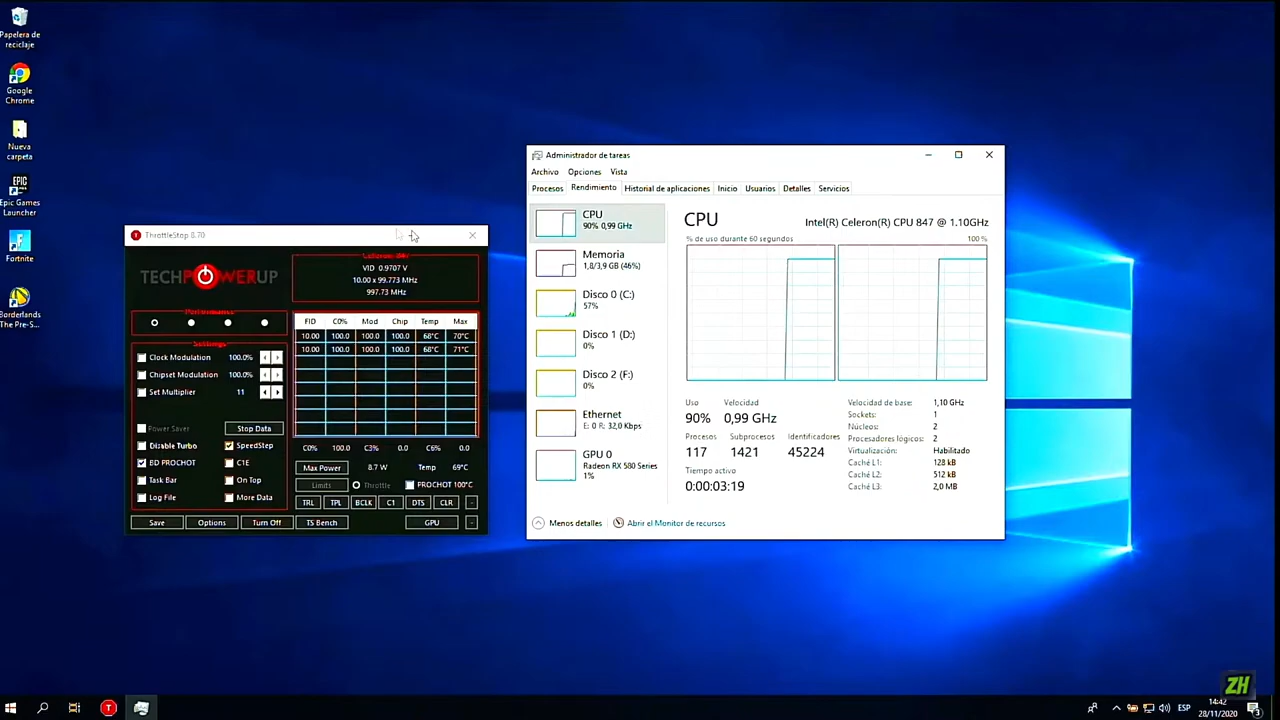 Papelera de
reciclaje
Google
Chrome
Nueva
carpeta
EPIC
GAMES
Epic Games
Launcher
Fortnite
Borderlands
The Pre-S...
ThrottleStop 8.70
TECHPOWERUP
VID 0.9707 V
10.00 x 99.773 MHz
997.73 MHz
Performance
FID C0% Mod Chip Temp Max
10.00 100.0 100.0 100.0 68°C 70°C
10.00 100.0 100.0 100.0 68°C 71°C
Settings
Clock Modulation 100.0%
Chipset Modulation 100.0%
Set Multiplier 11
Power Saver Stop Data
Disable Turbo SpeedStep
BD PROCHOT C1E
Task Bar On Top
Log File More Data
C0% 100.0 C3% 0.0 C6% 0.0
Max Power 8.7 W Temp 69°C
Limits Throttle PROCHOT 100°C
TRL TPL BCLK C1 DTS CLR -
Save Options Turn Off TS Bench GPU -
Administrador de tareas
Archivo Opciones Vista
Procesos Rendimiento Historial de aplicaciones Inicio Usuarios Detalles Servicios
CPU
90% 0,99 GHz
Memoria
1,8/3,9 GB (46%)
Disco 0 (C:)
57%
Disco 1 (D:)
0%
Disco 2 (F:)
0%
Ethernet
E: 0 R: 32,0 Kbps
GPU 0
Radeon RX 580 Series
1%
CPU Intel(R) Celeron(R) CPU 847 @ 1.10GHz
% de uso durante 60 segundos 100 %
Uso Velocidad
90% 0,99 GHz
Procesos Subprocesos Identificadores
117 1421 45224
Tiempo activo
0:00:03:19
Velocidad de base: 1,10 GHz
Sockets: 1
Núcleos: 2
Procesadores lógicos: 2
Virtualización: Habilitado
Caché L1: 128 kB
Caché L2: 512 kB
Caché L3: 2,0 MB
Menos detalles Abrir el Monitor de recursos
ZH
T
ESP
14:42
28/11/2020
3